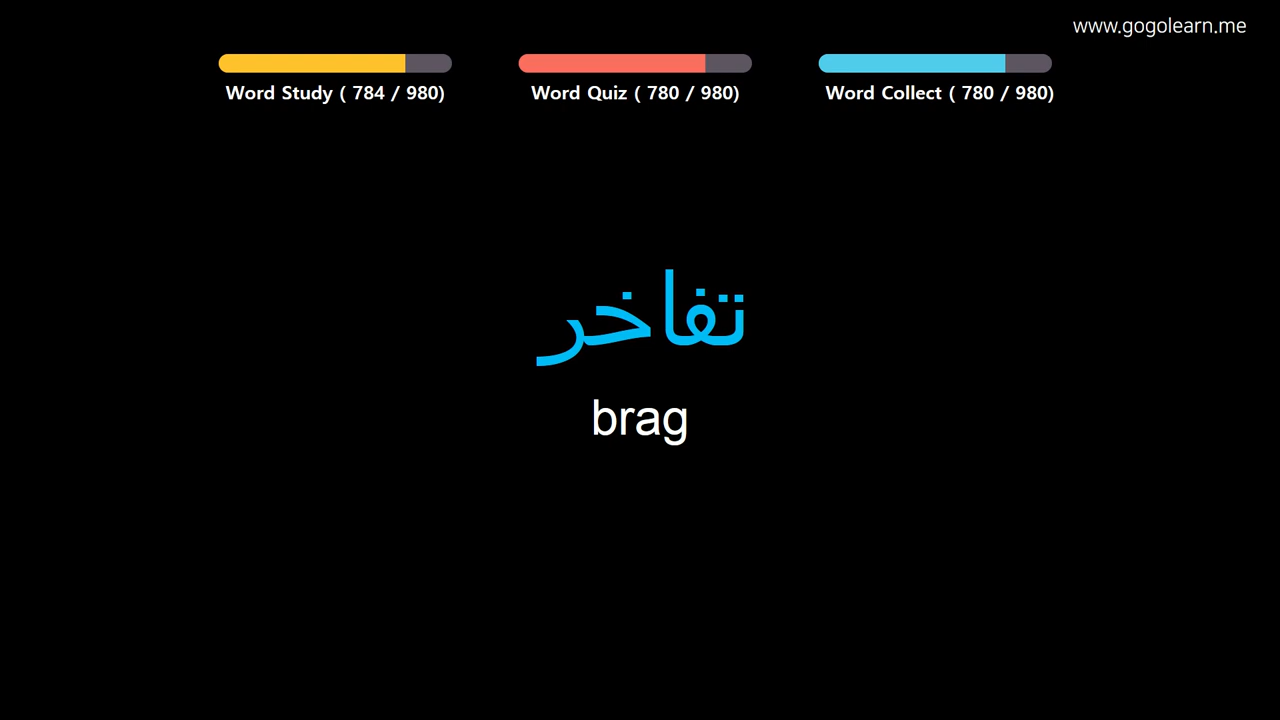 www.gogolearn.me
Word Study ( 784 / 980)
Word Quiz ( 780 / 980)
Word Collect ( 780 / 980)
تفاخر
brag